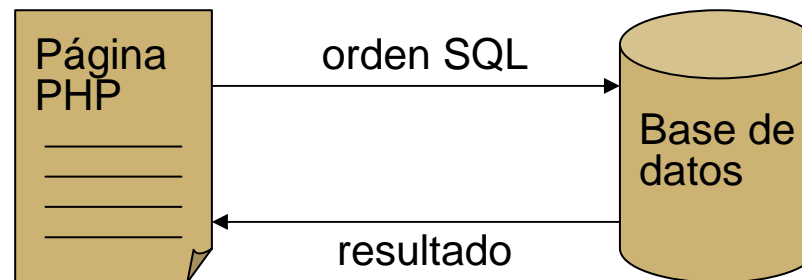 Página
PHP
orden SQL
Base de
datos
resultado